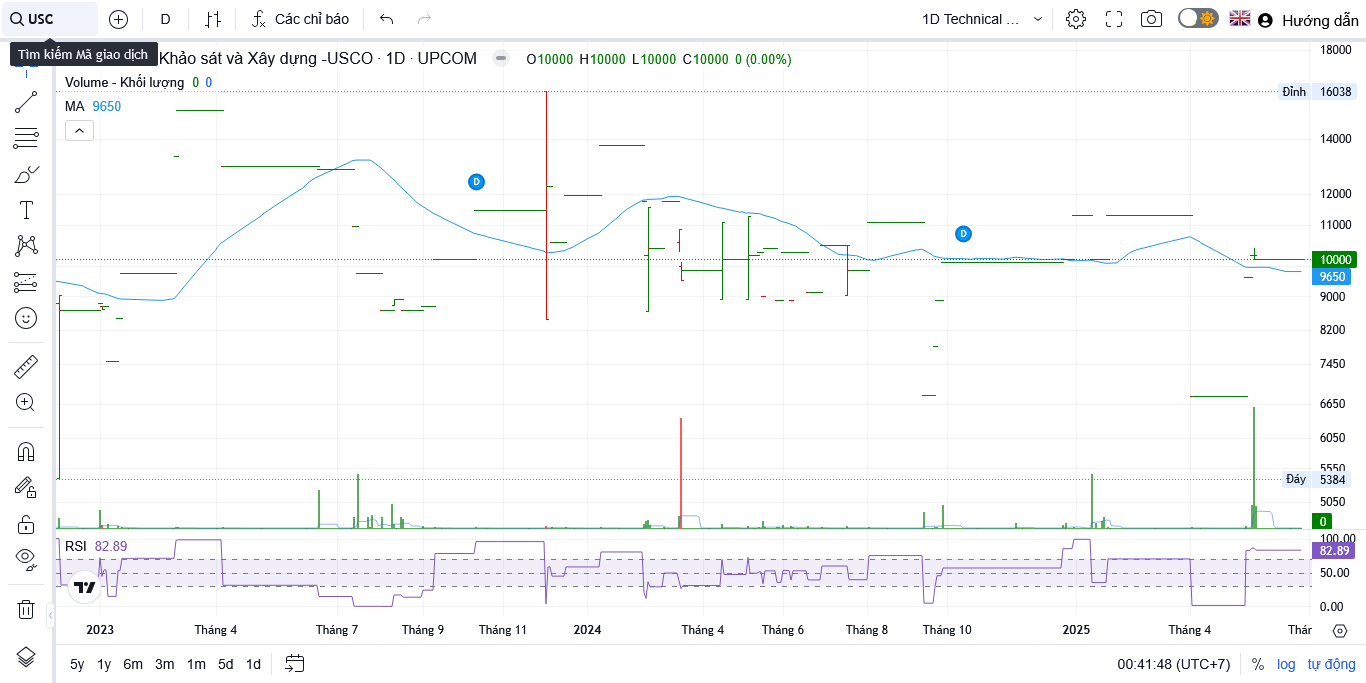 USC
D
Các chỉ báo
1D Technical ...
Hướng dẫn
Tìm kiếm Mã giao dịch
Khảo sát và Xây dựng -USCO · 1D · UPCOM
O10000 H10000 L10000 C10000 0 (0.00%)
Volume - Khối lượng 0 0
MA 9650
18000
Đỉnh 16038
14000
12000
11000
10000
9650
9000
8200
7450
6650
6050
5550
Đáy 5384
5050
0
D
D
RSI 82.89
100.00
82.89
50.00
0.00
2023 Tháng 4 Tháng 7 Tháng 9 Tháng 11 2024 Tháng 4 Tháng 6 Tháng 8 Tháng 10 2025 Tháng 4 Thár
5y 1y 6m 3m 1m 5d 1d
00:41:48 (UTC+7) % log tự động